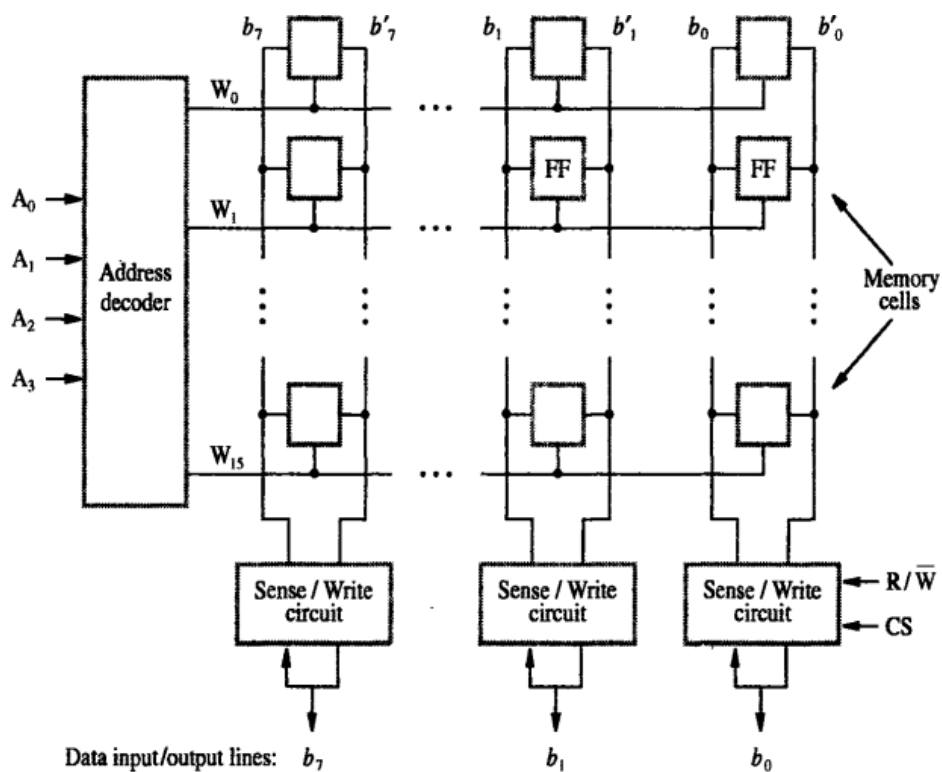 b₇ b′₇ b₁ b′₁ b₀ b′₀
W₀
FF FF
A₀
W₁
A₁
Address
decoder
Memory
cells
A₂
A₃
W₁₅
Sense / Write
circuit
Sense / Write
circuit
Sense / Write
circuit
R / W̅
CS
Data input/output lines: b₇ b₁ b₀